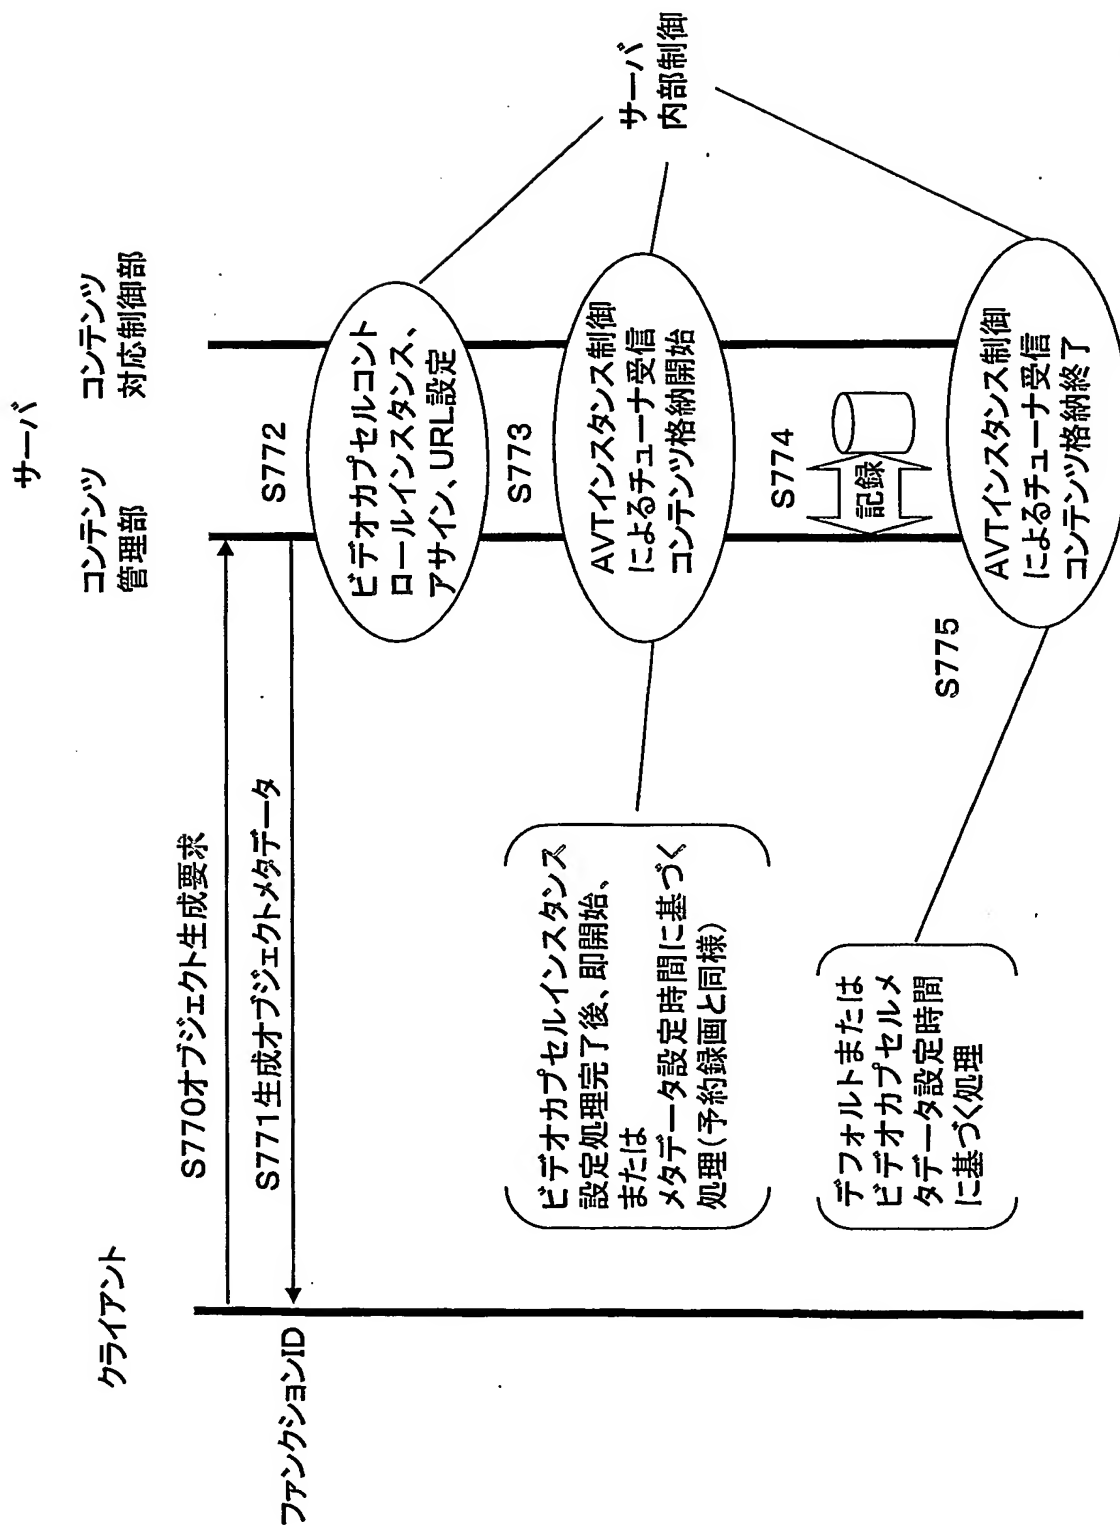 サーバ
クライアント
コンテンツ
管理部
コンテンツ
対応制御部
S770オブジェクト生成要求
S771生成オブジェクトメタデータ
ファンクションID
S772
ビデオカプセルコント
ロールインスタンス、
アサイン、URL設定
サーバ
内部制御
S773
AVTインスタンス制御
によるチューナ受信
コンテンツ格納開始
ビデオカプセルインスタンス
設定処理完了後、即開始、
または
メタデータ設定時間に基づく
処理(予約録画と同様)
S774
記録
S775
AVTインスタンス制御
によるチューナ受信
コンテンツ格納終了
デフォルトまたは
ビデオカプセルメ
タデータ設定時間
に基づく処理